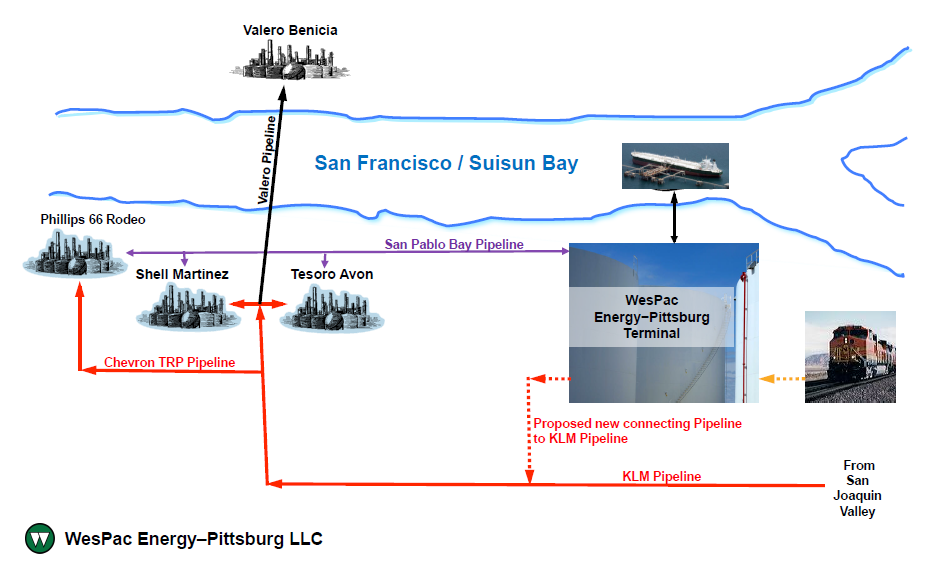 Valero Benicia
Valero Pipeline
San Francisco / Suisun Bay
Phillips 66 Rodeo
San Pablo Bay Pipeline
Shell Martinez
Tesoro Avon
WesPac
Energy–Pittsburg
Terminal
Chevron TRP Pipeline
Proposed new connecting Pipeline
to KLM Pipeline
KLM Pipeline
From
San
Joaquin
Valley
W
WesPac Energy–Pittsburg LLC